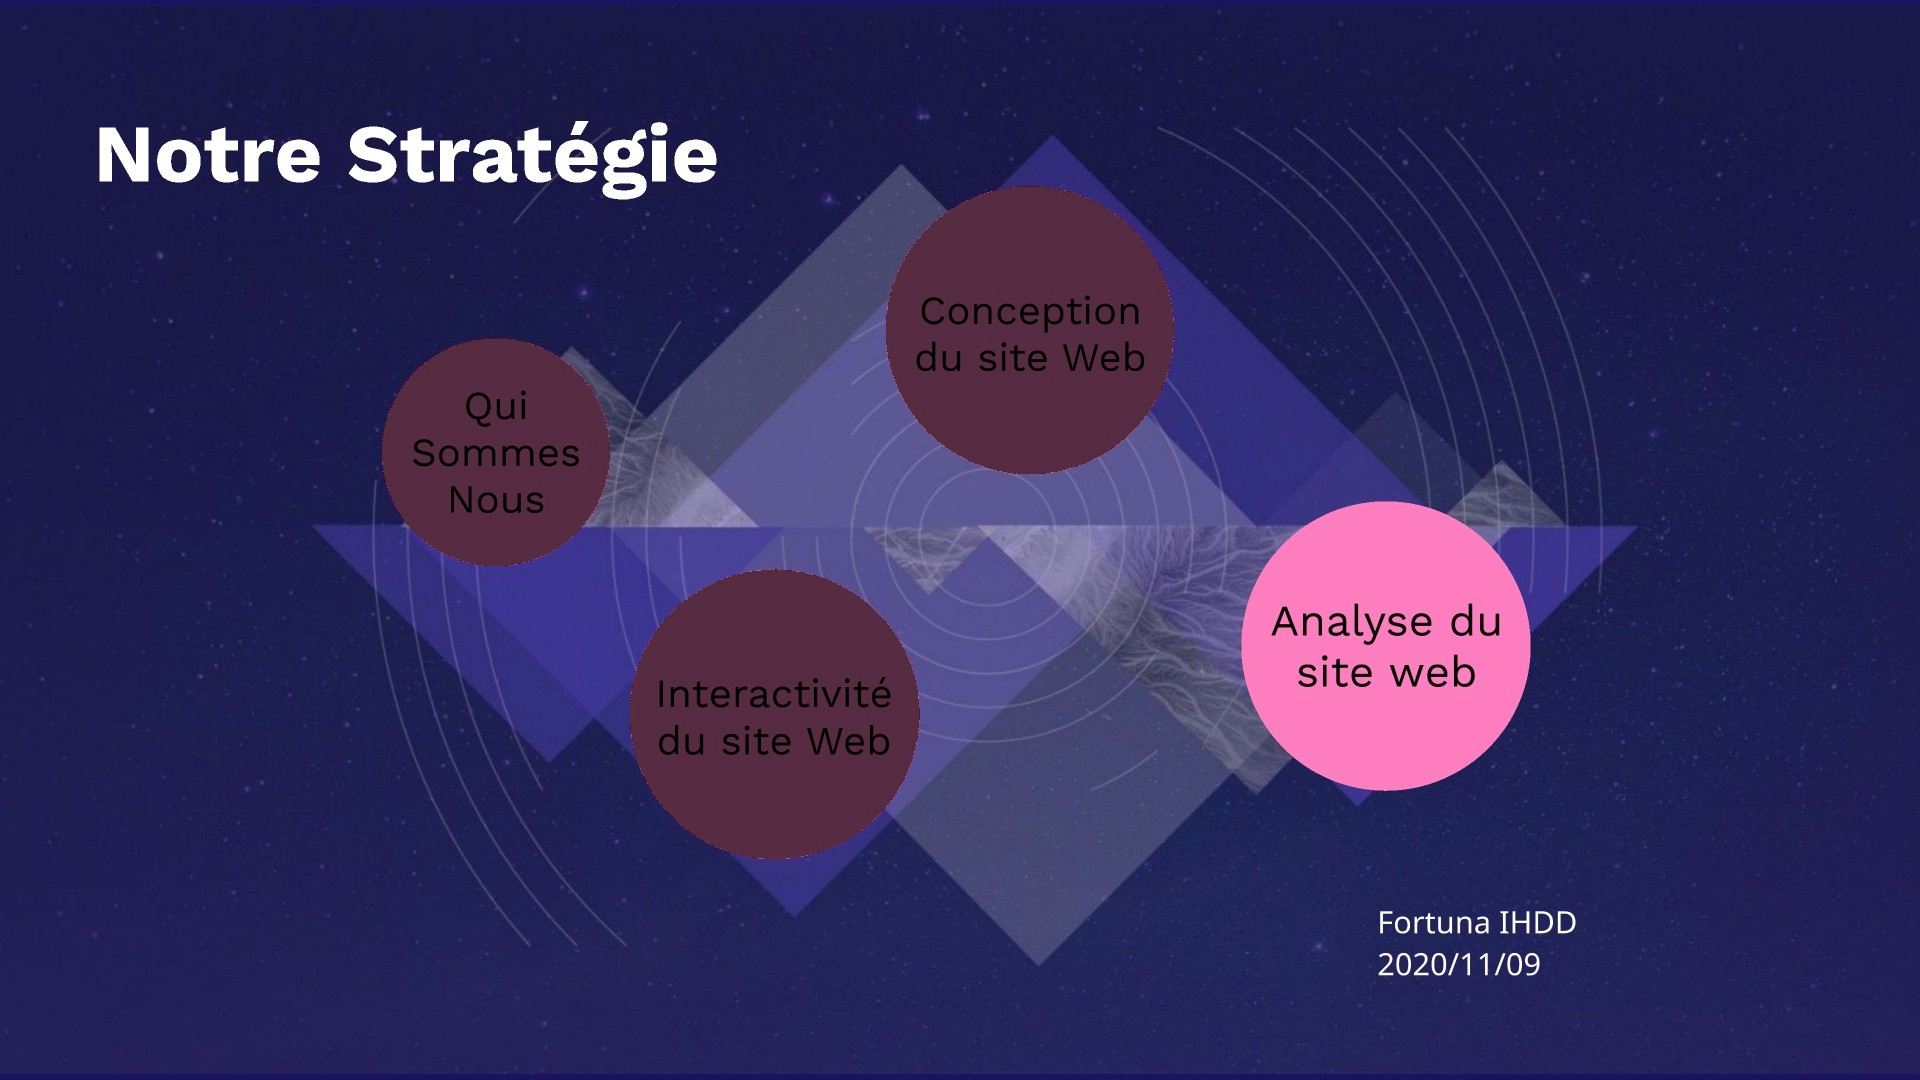 Notre Stratégie
Qui
Sommes
Nous
Conception
du site Web
Interactivité
du site Web
Analyse du
site web
Fortuna IHDD
2020/11/09